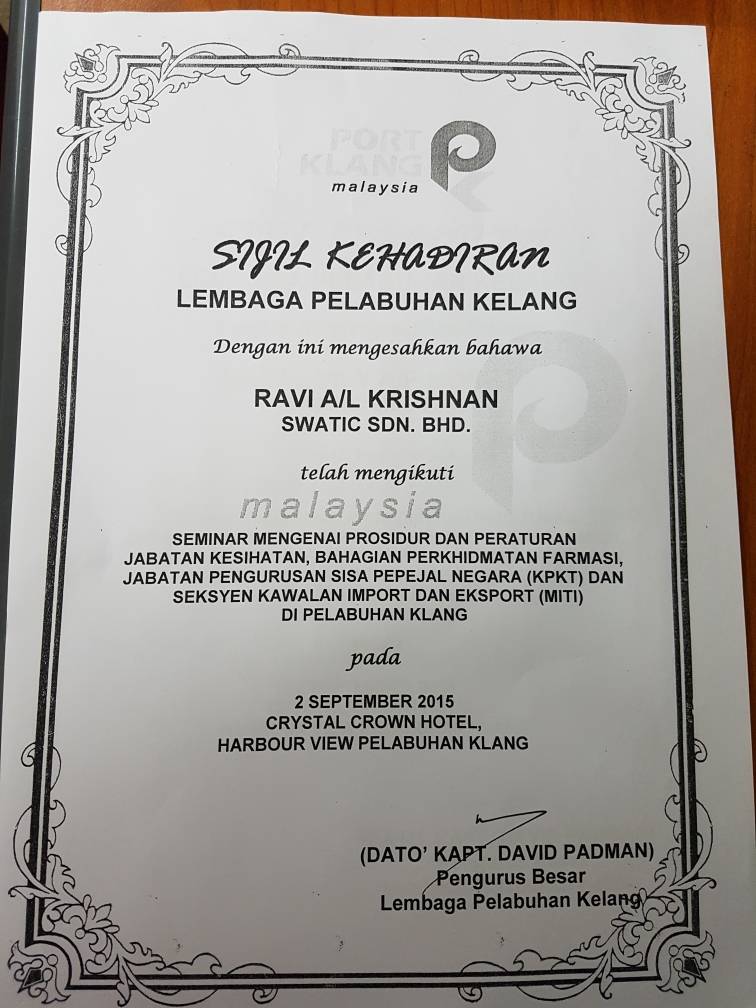 PORT
KLANG
malaysia
SIJIL KEHADIRAN
LEMBAGA PELABUHAN KELANG
Dengan ini mengesahkan bahawa
RAVI A/L KRISHNAN
SWATIC SDN. BHD.
telah mengikuti
malaysia
SEMINAR MENGENAI PROSIDUR DAN PERATURAN
JABATAN KESIHATAN, BAHAGIAN PERKHIDMATAN FARMASI,
JABATAN PENGURUSAN SISA PEPEJAL NEGARA (KPKT) DAN
SEKSYEN KAWALAN IMPORT DAN EKSPORT (MITI)
DI PELABUHAN KLANG
pada
2 SEPTEMBER 2015
CRYSTAL CROWN HOTEL,
HARBOUR VIEW PELABUHAN KLANG
(DATO' KAPT. DAVID PADMAN)
Pengurus Besar
Lembaga Pelabuhan Kelang